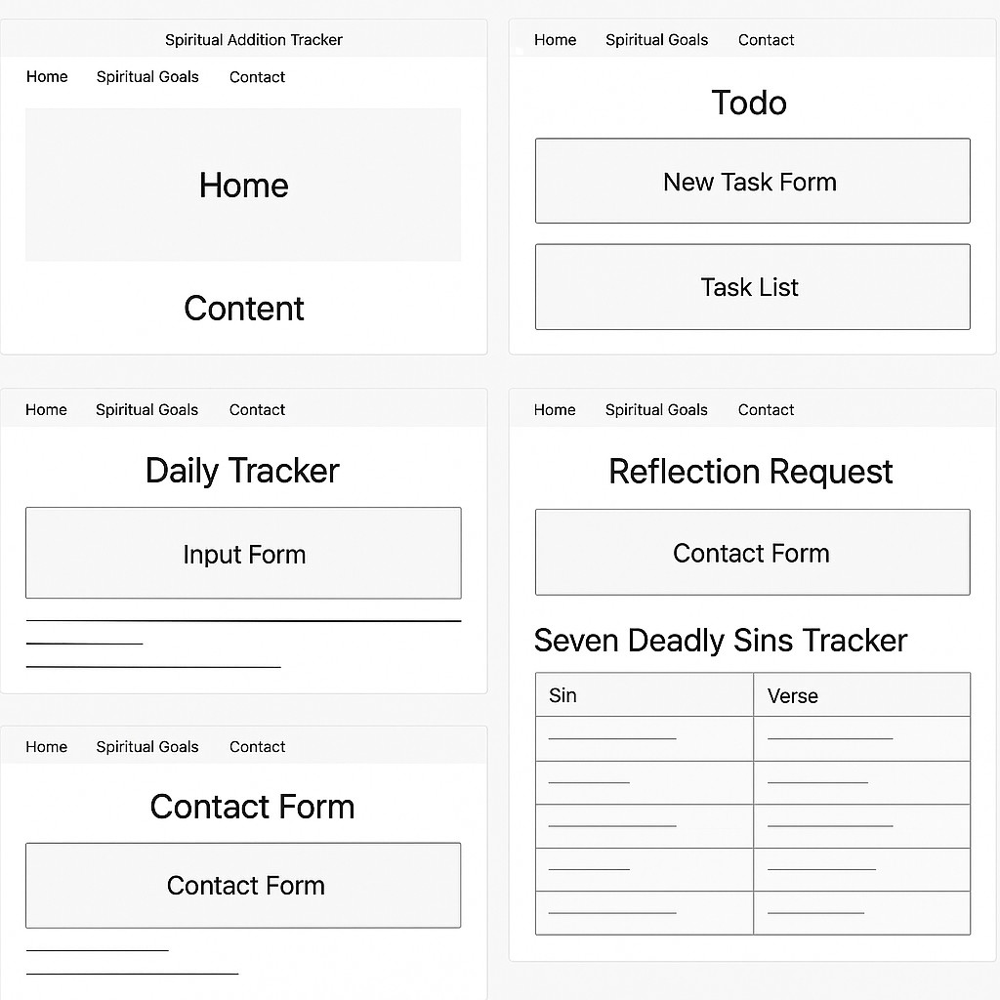 Spiritual Addition Tracker
Home Spiritual Goals Contact
Home
Content
Home Spiritual Goals Contact
Todo
New Task Form
Task List
Home Spiritual Goals Contact
Daily Tracker
Input Form
Home Spiritual Goals Contact
Reflection Request
Contact Form
Seven Deadly Sins Tracker
Sin Verse
Home Spiritual Goals Contact
Contact Form
Contact Form